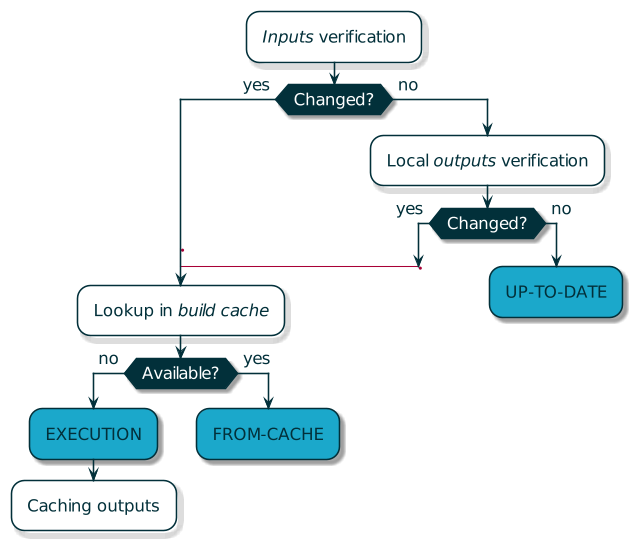 Inputs verification
yes
Changed?
no
Local outputs verification
yes
Changed?
no
UP-TO-DATE
Lookup in build cache
no
Available?
yes
EXECUTION
FROM-CACHE
Caching outputs